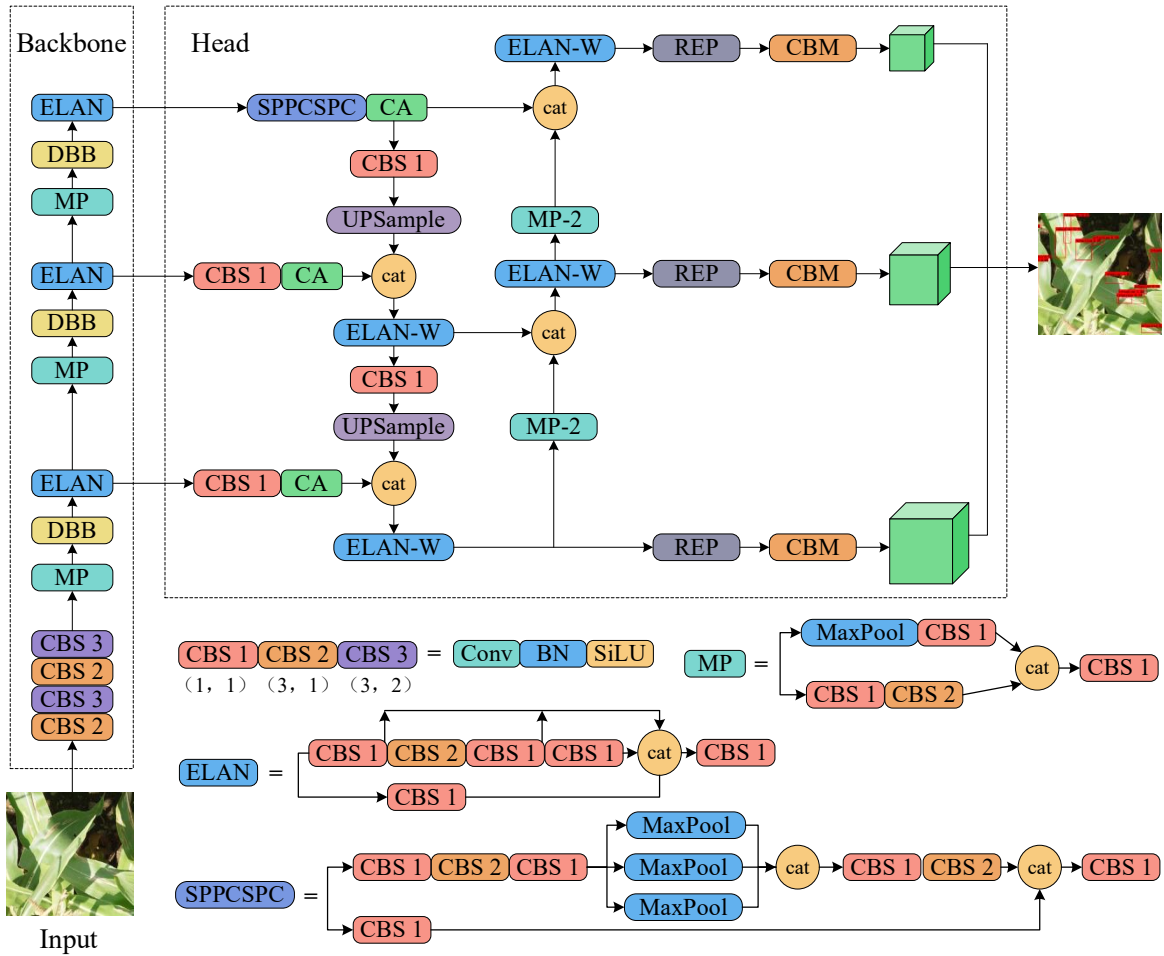 Backbone
ELAN
DBB
MP
ELAN
DBB
MP
ELAN
DBB
MP
CBS 3
CBS 2
CBS 3
CBS 2
Input
Head
ELAN-W REP CBM
SPPCSPC CA cat
CBS 1
UPSample MP-2
CBS 1 CA cat ELAN-W REP CBM
ELAN-W cat
CBS 1
UPSample MP-2
CBS 1 CA cat
ELAN-W REP CBM
CBS 1 CBS 2 CBS 3 = Conv BN SiLU
(1, 1) (3, 1) (3, 2)
MP =
MaxPool CBS 1
cat CBS 1
CBS 1 CBS 2
ELAN =
CBS 1 CBS 2 CBS 1 CBS 1 cat CBS 1
CBS 1
SPPCSPC =
MaxPool
CBS 1 CBS 2 CBS 1 MaxPool cat CBS 1 CBS 2 cat CBS 1
MaxPool
CBS 1